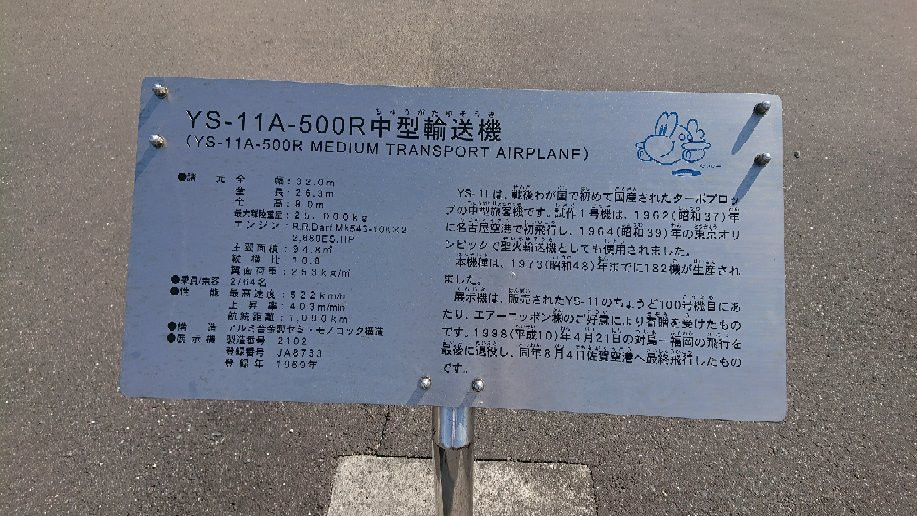 YS-11A-500R中型輸送機
(YS-11A-500R MEDIUM TRANSPORT AIRPLANE)
●諸 元 全 幅：32.0m
全 長：26.3m
全 高：9.0m
最大離陸重量：25,000kg
エンジン：R.R.Dart Mk543-10K×2
2,680ES.HP
主翼面積：94.8㎡
縦横比：10.8
翼面荷重：253kg/㎡
●乗員/乗客 2/64名
●性 能 最高速度：522km/h
上昇率：403m/min
航続距離：1,090km
●構 造 アルミ合金製セミ・モノコック構造
●展示機 製造番号 2102
登録番号 JA8733
登録年 1969年
YS-11は、戦後わが国で初めて国産されたターボプロッ
プの中型旅客機です。試作1号機は、1962(昭和37)年
に名古屋空港で初飛行し、1964(昭和39)年の東京オリ
ンピックで聖火輸送機としても使用されました。
本機種は、1973(昭和48)年までに182機が生産され
ました。
展示機は、販売されたYS-11のちょうど100号機目にあ
たり、エアーニッポン㈱のご好意により寄贈を受けたもの
です。1998(平成10)年4月21日の対馬－福岡の飛行を
最後に退役し、同年8月4日佐賀空港へ最終飛行したもの
です。